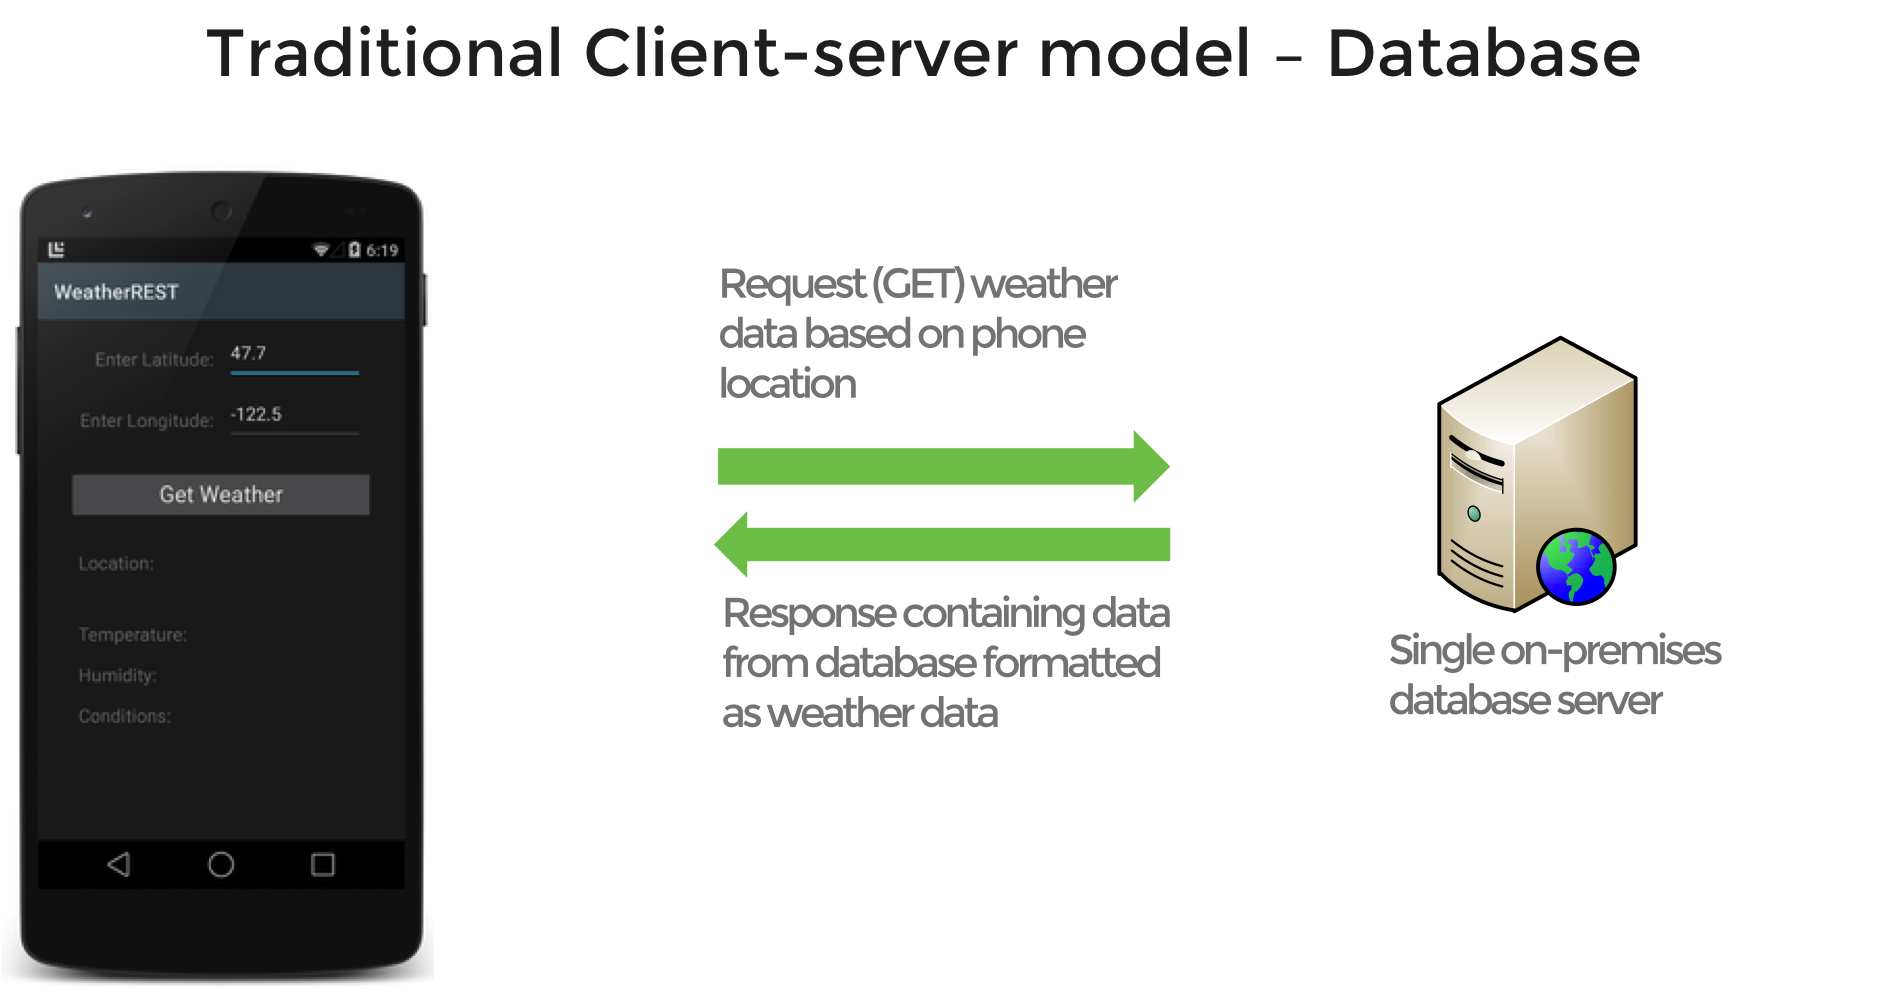 Traditional Client-server model – Database
6:19
WeatherREST
Enter Latitude: 47.7
Enter Longitude: -122.5
Get Weather
Location:
Temperature:
Humidity:
Conditions:
Request (GET) weather
data based on phone
location
Response containing data
from database formatted
as weather data
Single on-premises
database server